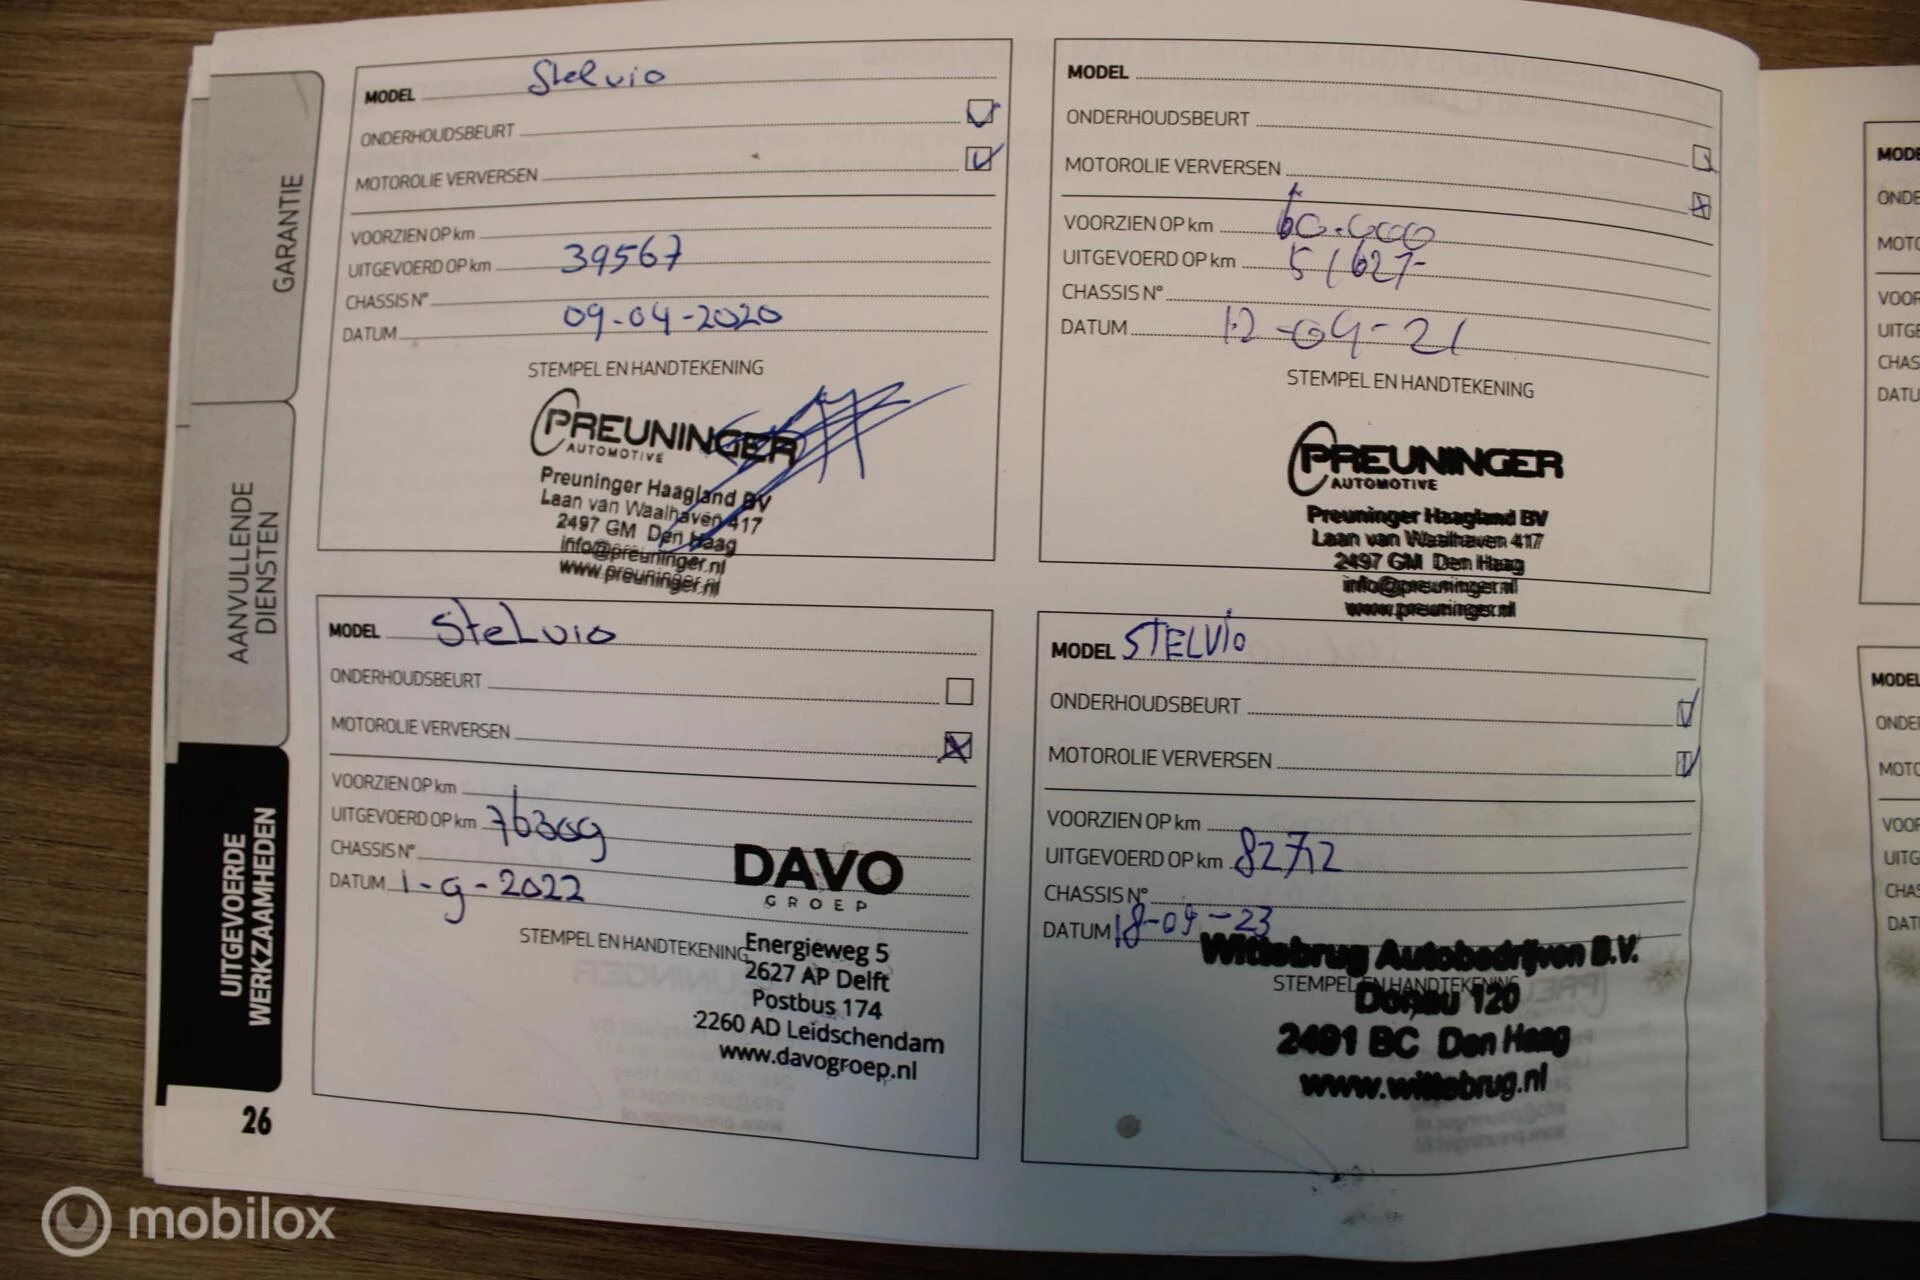 GARANTIE
AANVULLENDE
DIENSTEN
UITGEVOERDE
WERKZAAMHEDEN
26
MODEL Stelvio
ONDERHOUDSBEURT
MOTOROLIE VERVERSEN
VOORZIEN OP km
UITGEVOERD OP km 39567
CHASSIS N°
DATUM 09-04-2020
STEMPEL EN HANDTEKENING
PREUNINGER
AUTOMOTIVE
Preuninger Haagland BV
Laan van Waalhaven 417
2497 GM Den Haag
info@preuninger.nl
www.preuninger.nl
MODEL
ONDERHOUDSBEURT
MOTOROLIE VERVERSEN
VOORZIEN OP km 60.000
UITGEVOERD OP km 51627-
CHASSIS N°
DATUM 12-04-21
STEMPEL EN HANDTEKENING
PREUNINGER
AUTOMOTIVE
Preuninger Haagland BV
Laan van Waalhaven 417
2497 GM Den Haag
info@preuninger.nl
www.preuninger.nl
MODEL Stelvio
ONDERHOUDSBEURT
MOTOROLIE VERVERSEN
VOORZIEN OP km
UITGEVOERD OP km 76309
CHASSIS N°
DATUM 1-9-2022
STEMPEL EN HANDTEKENING
DAVO
GROEP
Energieweg 5
2627 AP Delft
Postbus 174
2260 AD Leidschendam
www.davogroep.nl
MODEL STELVIO
ONDERHOUDSBEURT
MOTOROLIE VERVERSEN
VOORZIEN OP km
UITGEVOERD OP km 82712
CHASSIS N°
DATUM 18-04-23
STEMPEL EN HANDTEKENING
Wittebrug Autobedrijven B.V.
Donau 120
2491 BC Den Haag
www.wittebrug.nl
mobilox